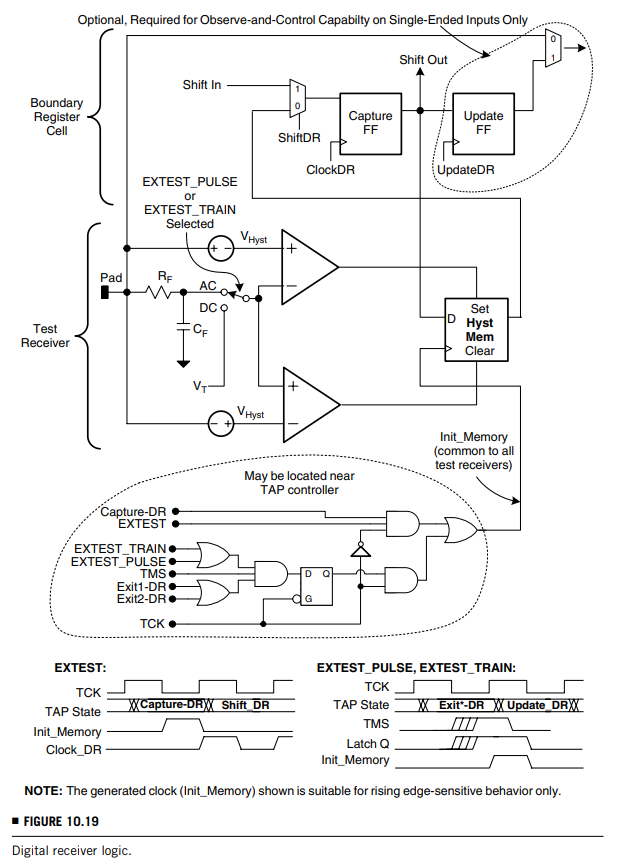 Optional, Required for Observe-and-Control Capabilty on Single-Ended Inputs Only
0
1
Shift Out
Shift In
1
0
Boundary
Register
Cell
Capture
FF
Update
FF
ShiftDR
ClockDR
UpdateDR
EXTEST_PULSE
or
EXTEST_TRAIN
Selected
VHyst
+ −
+
−
Pad
RF
AC
DC
CF
VT
Test
Receiver
D
Set
Hyst
Mem
Clear
+
−
VHyst
− +
Init_Memory
(common to all
test receivers)
May be located near
TAP controller
Capture-DR
EXTEST
EXTEST_TRAIN
EXTEST_PULSE
TMS
Exit1-DR
Exit2-DR
D Q
G
TCK
EXTEST:
TCK
TAP State
Capture-DR
Shift_DR
Init_Memory
Clock_DR
EXTEST_PULSE, EXTEST_TRAIN:
TCK
TAP State
Exit*-DR
Update_DR
TMS
Latch Q
Init_Memory
NOTE: The generated clock (Init_Memory) shown is suitable for rising edge-sensitive behavior only.
■ FIGURE 10.19
Digital receiver logic.